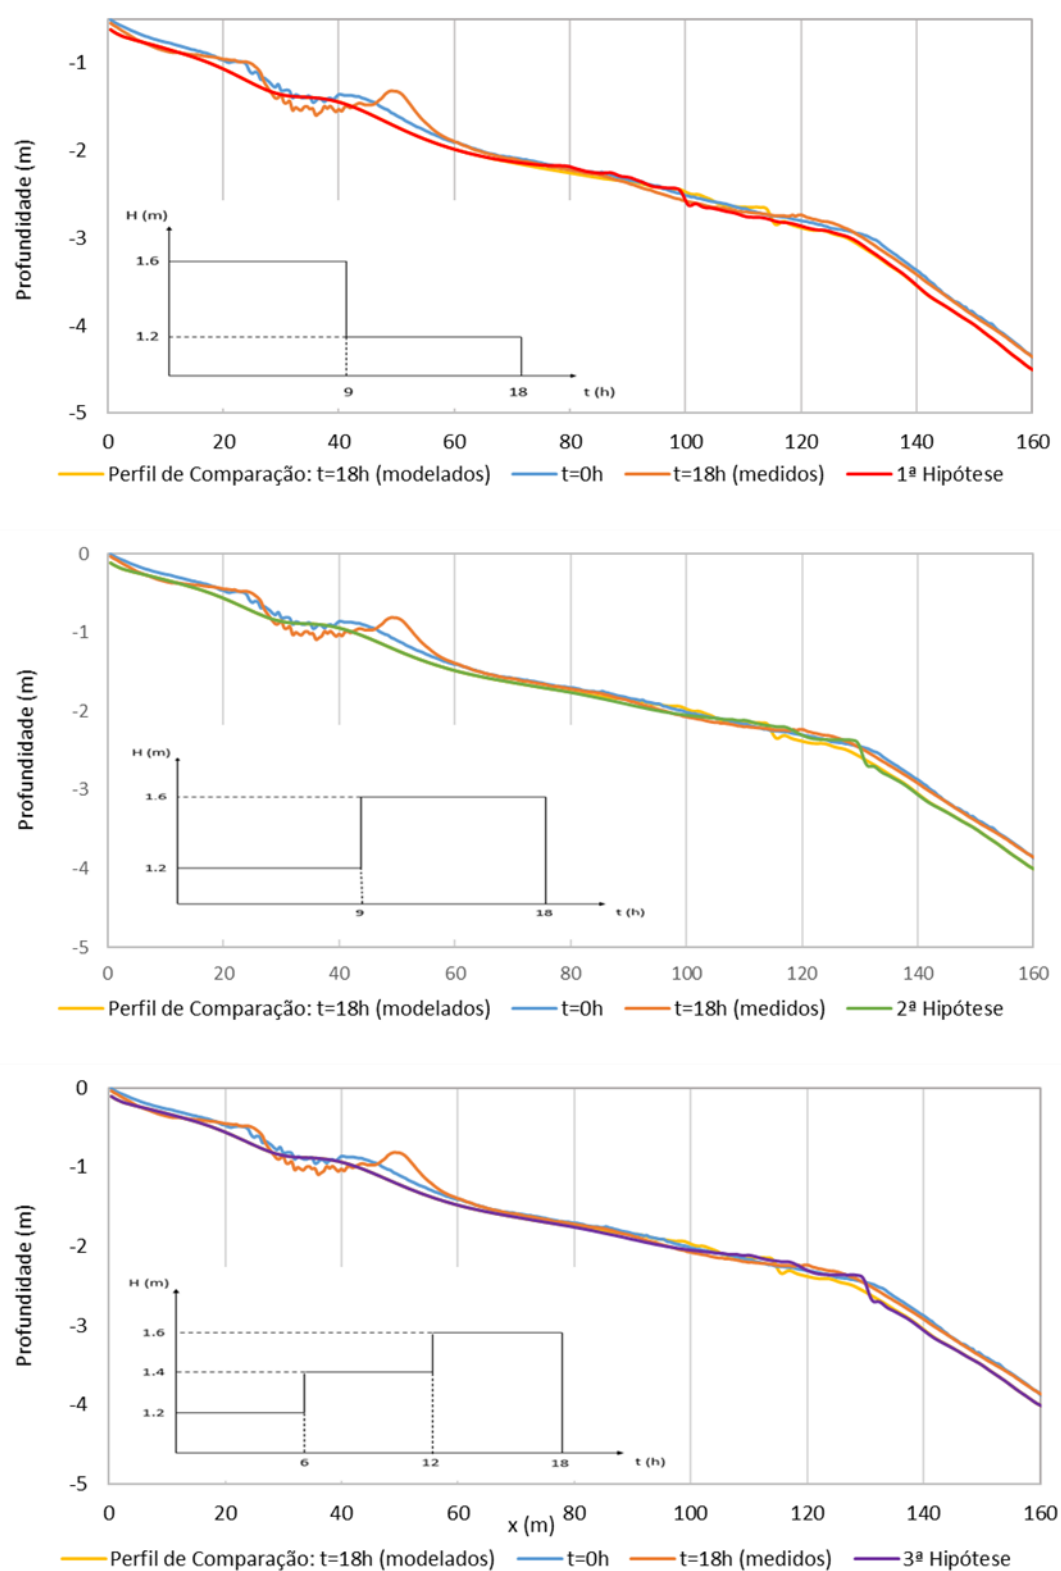 Profundidade (m)
-1
-2
-3
-4
-5
H (m)
1.6
1.2
9
18
t (h)
0 20 40 60 80 100 120 140 160
Perfil de Comparação: t=18h (modelados) t=0h t=18h (medidos) 1ª Hipótese
Profundidade (m)
0
-1
-2
-3
-4
-5
H (m)
1.6
1.2
9
18
t (h)
0 20 40 60 80 100 120 140 160
Perfil de Comparação: t=18h (modelados) t=0h t=18h (medidos) 2ª Hipótese
Profundidade (m)
0
-1
-2
-3
-4
-5
H (m)
1.6
1.4
1.2
6
12
18
t (h)
0 20 40 60 80 100 120 140 160
x (m)
Perfil de Comparação: t=18h (modelados) t=0h t=18h (medidos) 3ª Hipótese